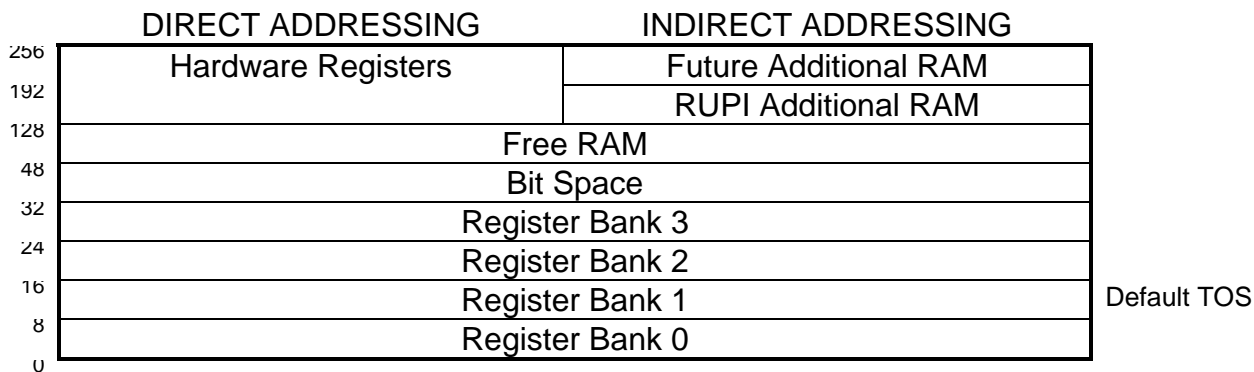 DIRECT ADDRESSING INDIRECT ADDRESSING
256
Hardware Registers Future Additional RAM
192
RUPI Additional RAM
128
Free RAM
48
Bit Space
32
Register Bank 3
24
Register Bank 2
16
Register Bank 1 Default TOS
8
Register Bank 0
0